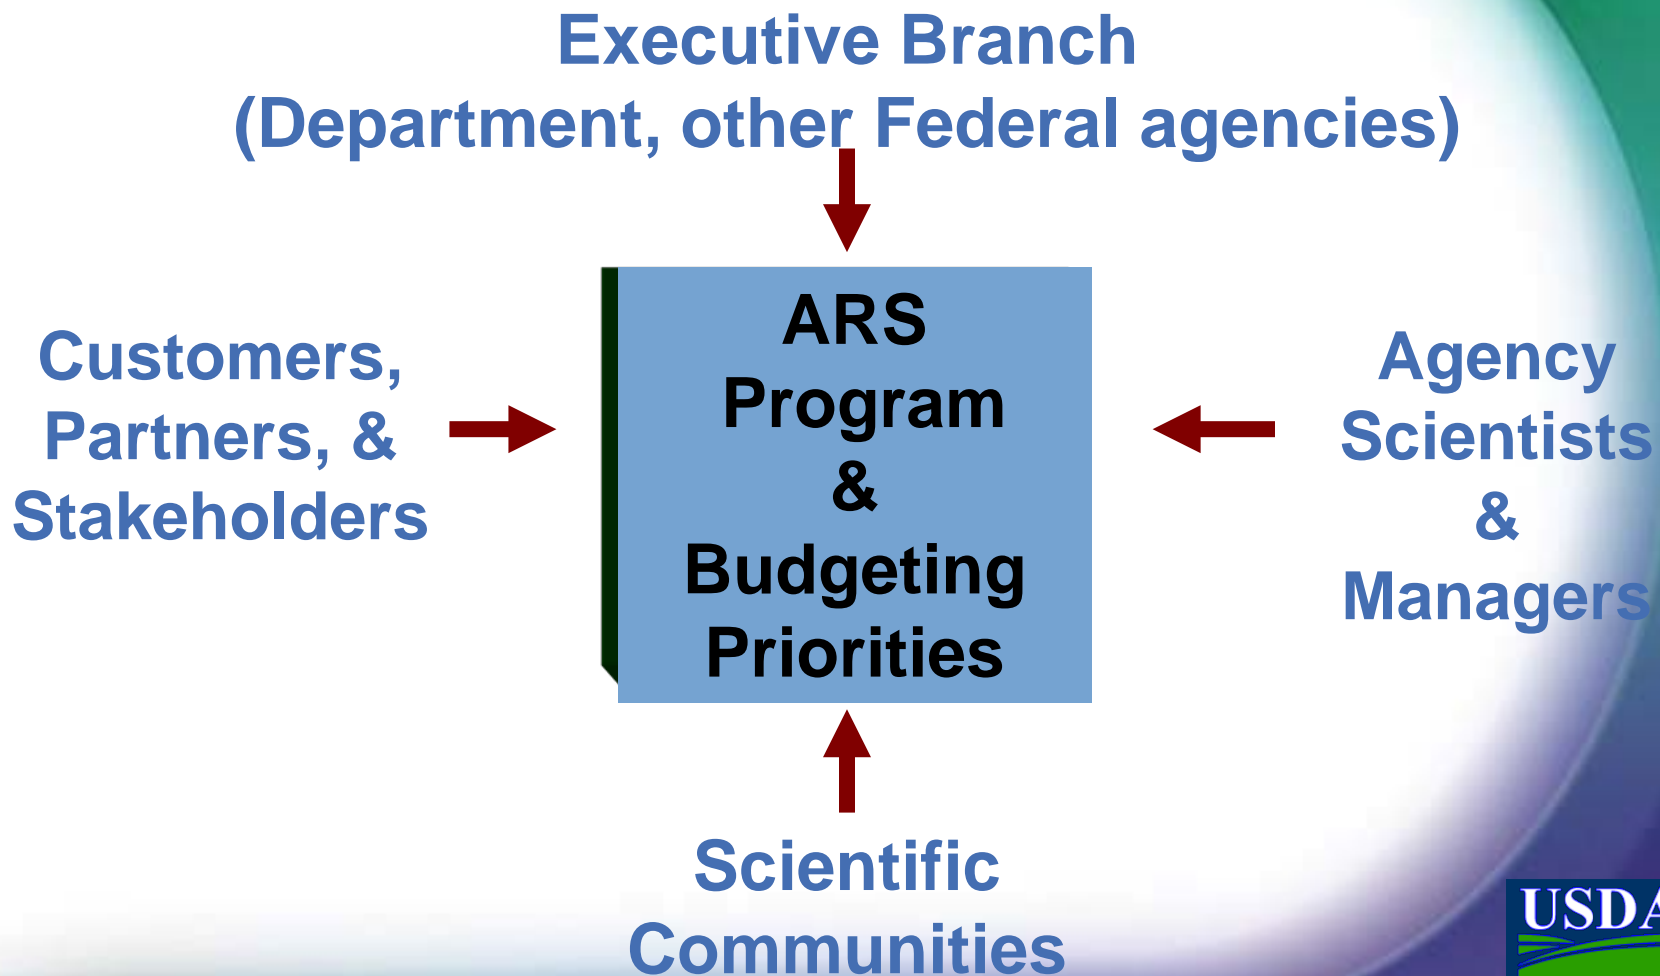 Executive Branch
(Department, other Federal agencies)
Customers,
Partners, &
Stakeholders
ARS
Program
&
Budgeting
Priorities
Agency
Scientists
&
Managers
Scientific
Communities
USDA